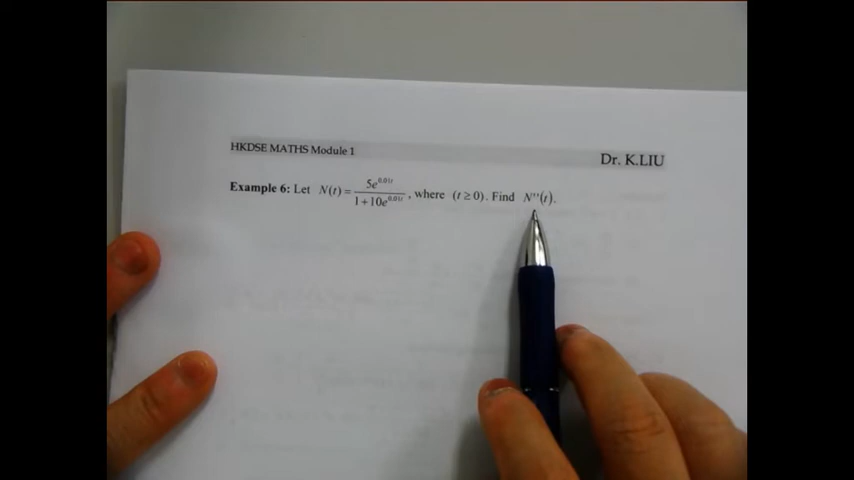 HKDSE MATHS Module 1
Dr. K.LIU
Example 6: Let N(t) = 5e^{0.01t} / (1+10e^{0.01t}), where (t ≥ 0). Find N''(t).